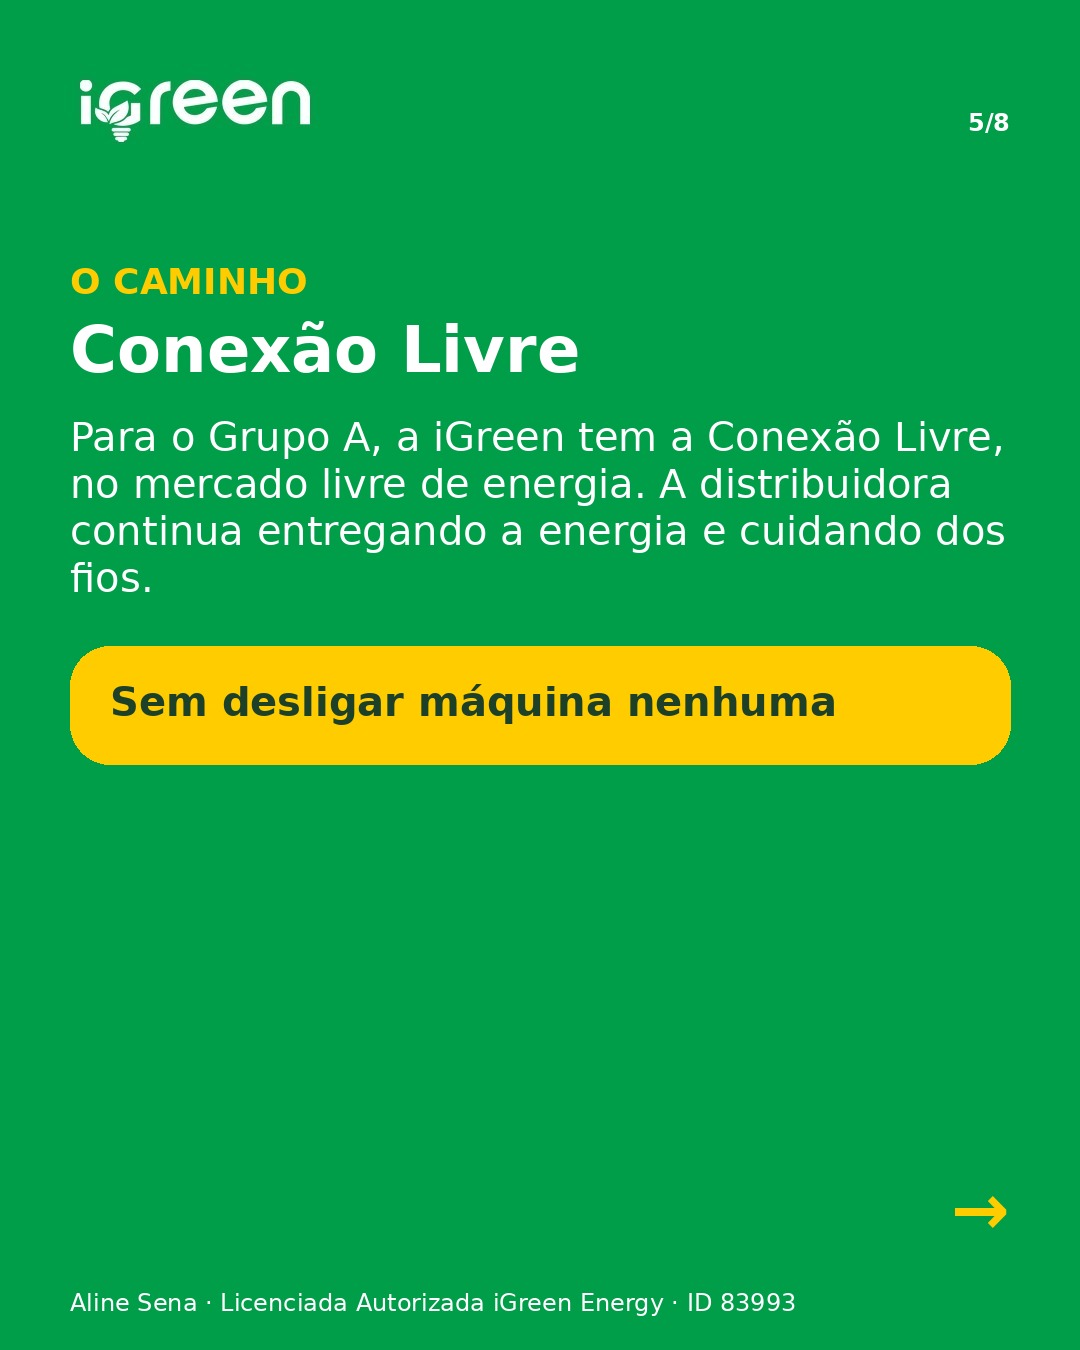 iGreen
5/8
O CAMINHO
Conexão Livre
Para o Grupo A, a iGreen tem a Conexão Livre,
no mercado livre de energia. A distribuidora
continua entregando a energia e cuidando dos
fios.
Sem desligar máquina nenhuma
→
Aline Sena · Licenciada Autorizada iGreen Energy · ID 83993